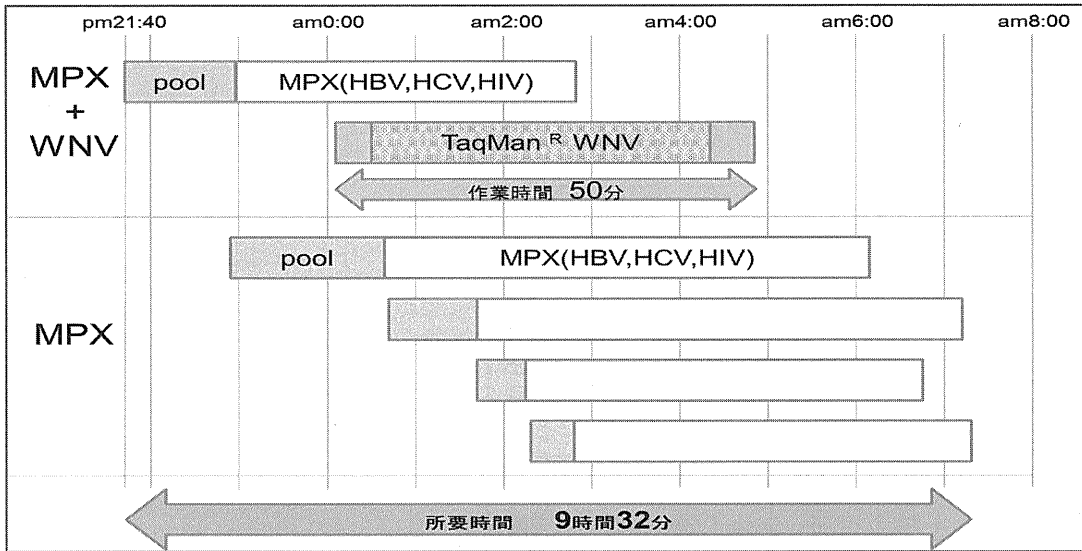 pm21:40 am0:00 am2:00 am4:00 am6:00 am8:00
MPX
+
WNV
pool MPX(HBV,HCV,HIV)
TaqMan R WNV
作業時間 50分
MPX
pool MPX(HBV,HCV,HIV)
所要時間 9時間32分